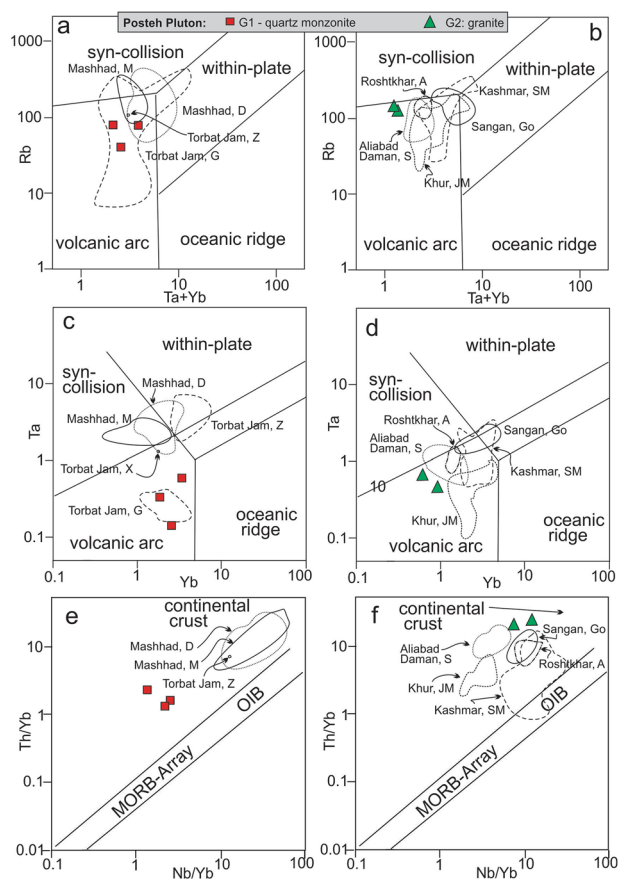 Posteh Pluton: G1 - quartz monzonite G2: granite
a
syn-collision
Mashhad, M
within-plate
Mashhad, D
Torbat Jam, Z
Torbat Jam, G
volcanic arc
oceanic ridge
Rb
1000
100
10
1
1
10
100
Ta+Yb
b
syn-collision
Roshtkhar, A
within-plate
Kashmar, SM
Sangan, Go
Aliabad
Daman, S
Khur, JM
volcanic arc
oceanic ridge
Rb
1000
100
10
1
1
10
100
Ta+Yb
c
within-plate
syn-
collision
Mashhad, D
Mashhad, M
Torbat Jam, Z
Torbat Jam, X
Torbat Jam, G
volcanic arc
oceanic
ridge
Ta
10
1
0.1
0.1
1
10
100
Yb
d
within-plate
syn-
collision
Roshtkhar, A
Aliabad
Daman, S
Sangan, Go
Kashmar, SM
10
Khur, JM
volcanic arc
oceanic
ridge
Ta
10
1
0.1
0.1
1
10
100
Yb
e
continental
crust
Mashhad, D
Mashhad, M
Torbat Jam, Z
OIB
MORB-Array
Th/Yb
10
1
0.1
0.01
0.1
1
10
100
Nb/Yb
f
continental
crust
Aliabad
Daman, S
Sangan, Go
Roshtkhar, A
Khur, JM
Kashmar, SM
OIB
MORB-Array
Th/Yb
10
1
0.1
0.01
0.1
1
10
100
Nb/Yb